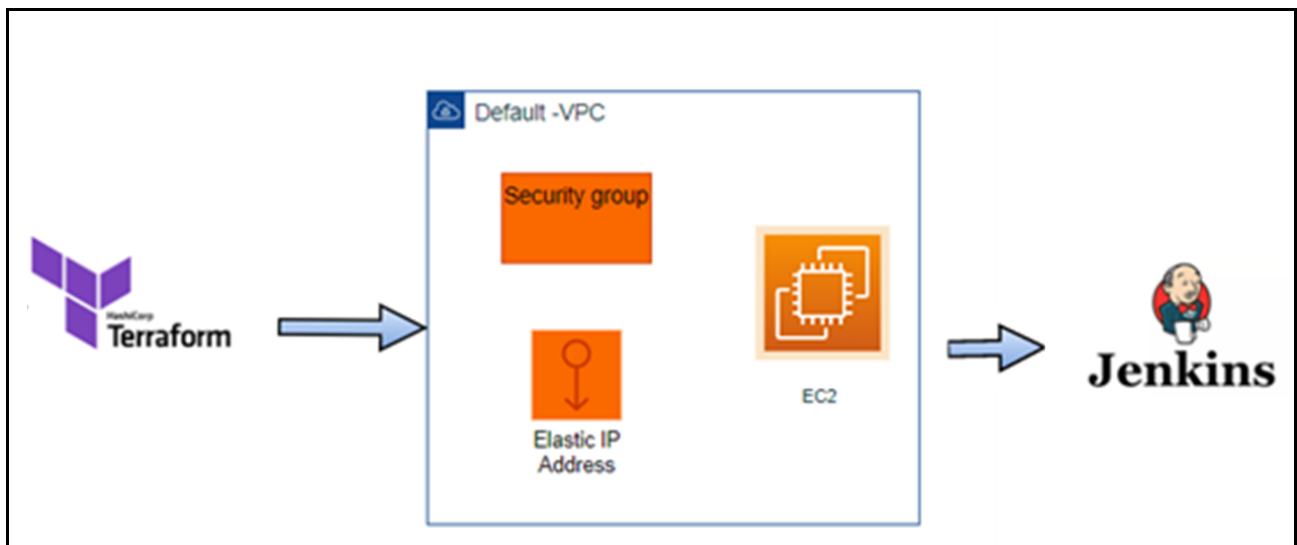 Default -VPC
Security group
HashiCorp
Terraform
EC2
Elastic IP
Address
Jenkins